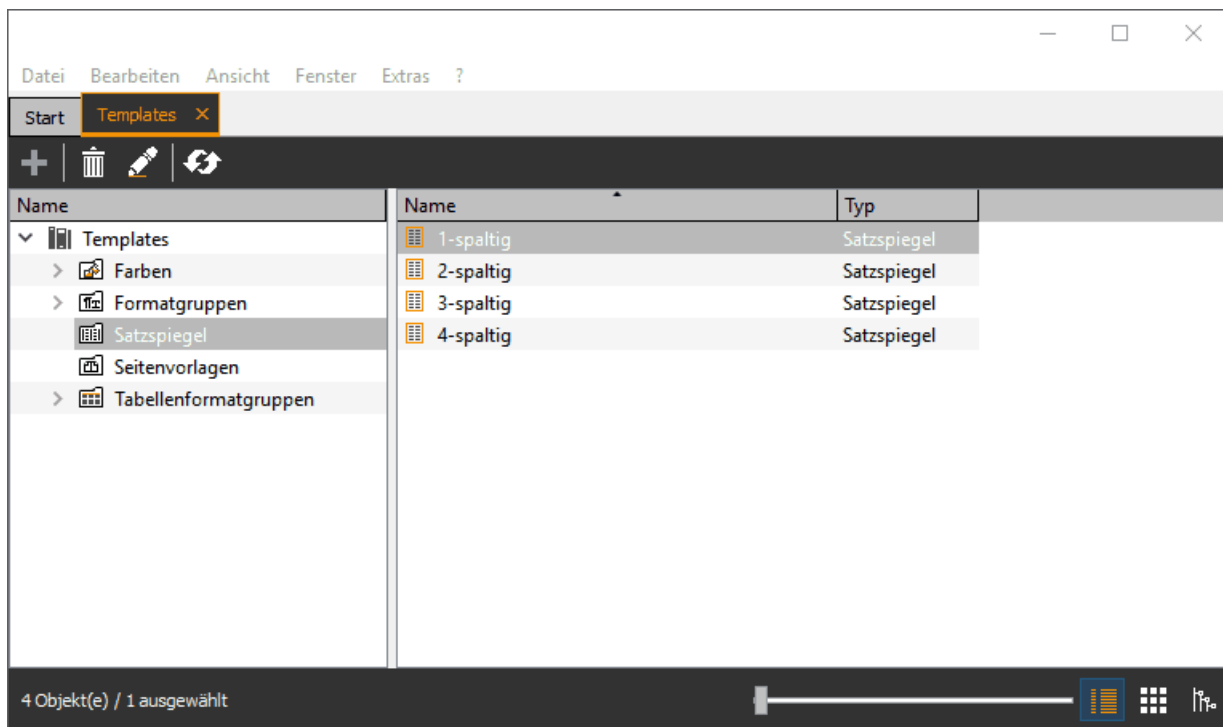 Datei Bearbeiten Ansicht Fenster Extras ?
Start Templates
Name Name Typ
Templates 1-spaltig Satzspiegel
Farben 2-spaltig Satzspiegel
Formatgruppen 3-spaltig Satzspiegel
Satzspiegel 4-spaltig Satzspiegel
Seitenvorlagen
Tabellenformatgruppen
4 Objekt(e) / 1 ausgewählt